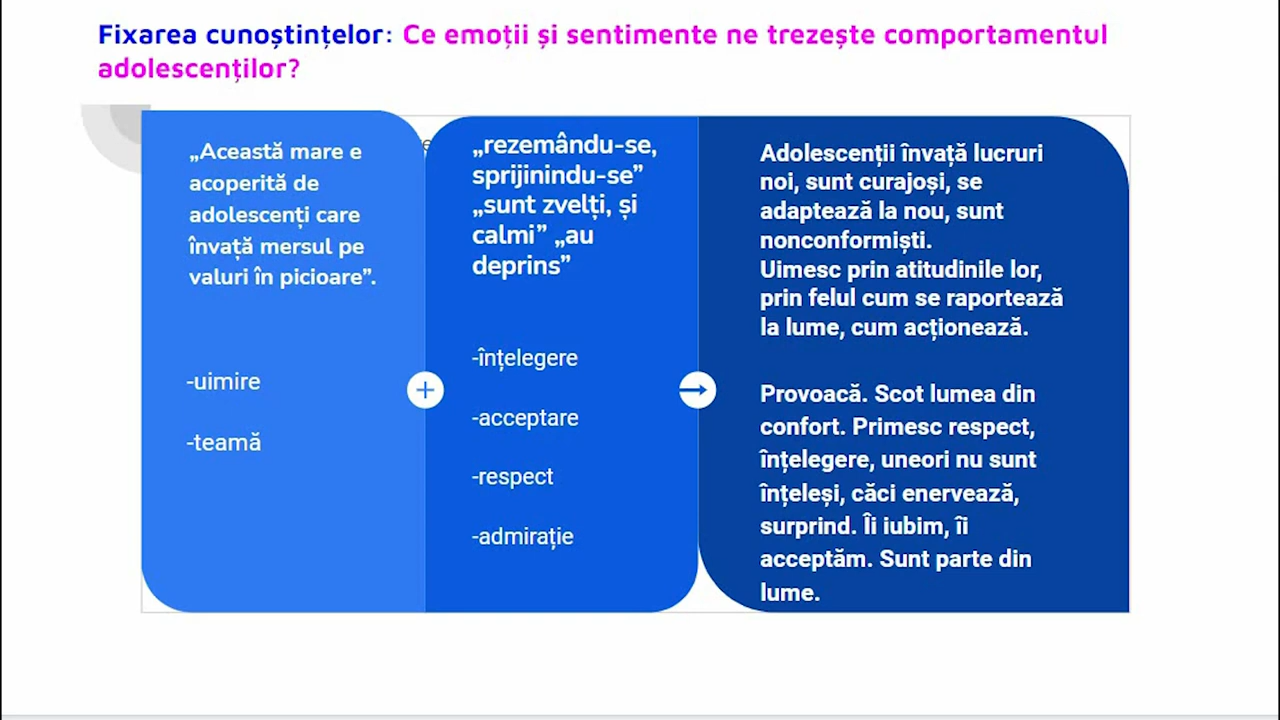 Fixarea cunoștințelor: Ce emoții și sentimente ne trezește comportamentul
adolescenților?
„Această mare e
acoperită de
adolescenți care
învață mersul pe
valuri în picioare”.
-uimire
-teamă
+
„rezemându-se,
sprijinindu-se”
„sunt zvelți, și
calmi” „au
deprins”
-înțelegere
-acceptare
-respect
-admirație
→
Adolescenții învață lucruri
noi, sunt curajoși, se
adaptează la nou, sunt
nonconformiști.
Uimesc prin atitudinile lor,
prin felul cum se raportează
la lume, cum acționează.
Provoacă. Scot lumea din
confort. Primesc respect,
înțelegere, uneori nu sunt
înțeleși, căci enervează,
surprind. Îi iubim, îi
acceptăm. Sunt parte din
lume.